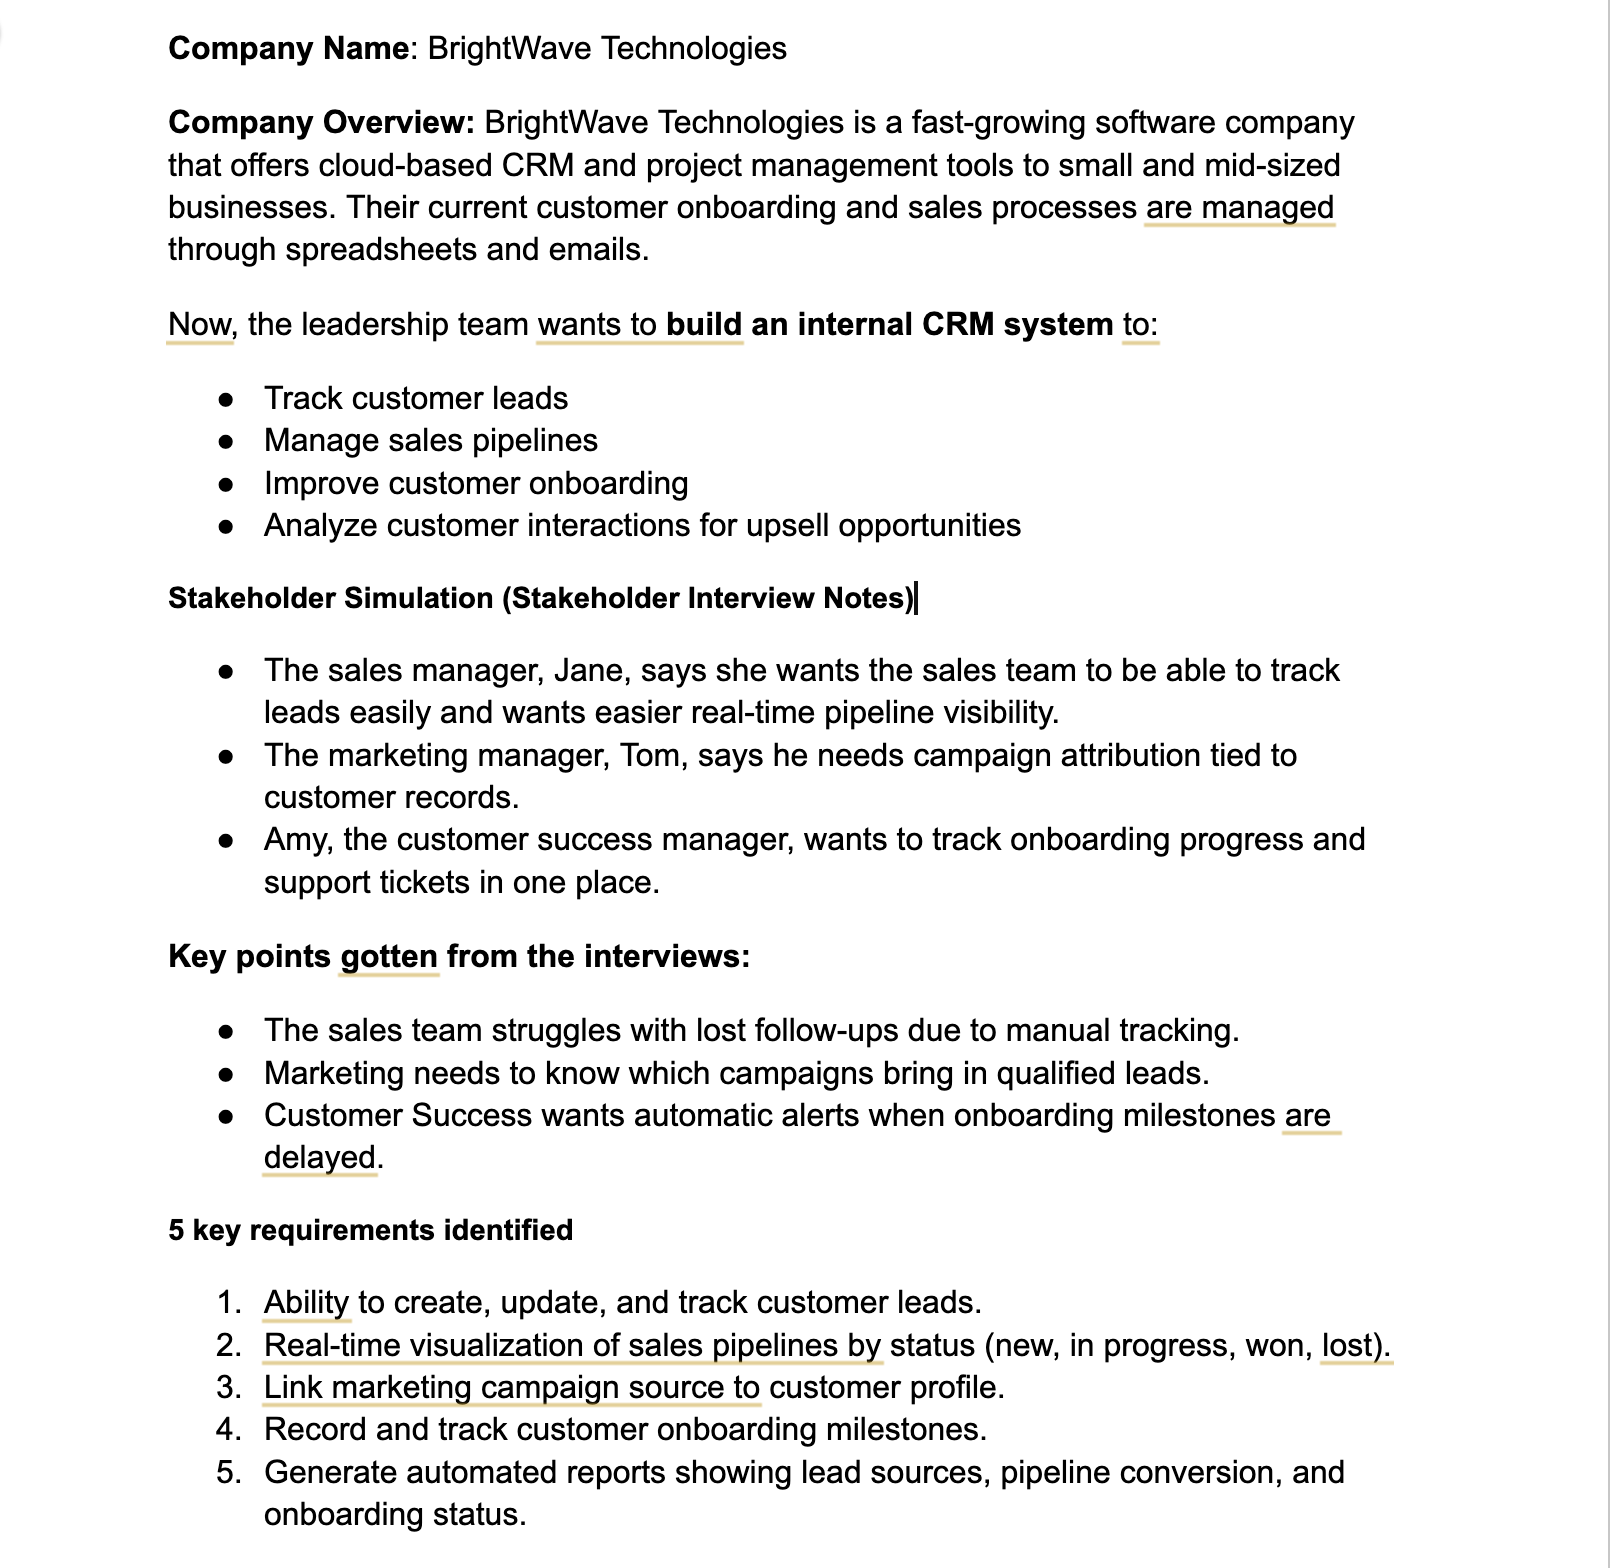 Company Name: BrightWave Technologies
Company Overview: BrightWave Technologies is a fast-growing software company
that offers cloud-based CRM and project management tools to small and mid-sized
businesses. Their current customer onboarding and sales processes are managed
through spreadsheets and emails.
Now, the leadership team wants to build an internal CRM system to:
● Track customer leads
● Manage sales pipelines
● Improve customer onboarding
● Analyze customer interactions for upsell opportunities
Stakeholder Simulation (Stakeholder Interview Notes)
● The sales manager, Jane, says she wants the sales team to be able to track
leads easily and wants easier real-time pipeline visibility.
● The marketing manager, Tom, says he needs campaign attribution tied to
customer records.
● Amy, the customer success manager, wants to track onboarding progress and
support tickets in one place.
Key points gotten from the interviews:
● The sales team struggles with lost follow-ups due to manual tracking.
● Marketing needs to know which campaigns bring in qualified leads.
● Customer Success wants automatic alerts when onboarding milestones are
delayed.
5 key requirements identified
1. Ability to create, update, and track customer leads.
2. Real-time visualization of sales pipelines by status (new, in progress, won, lost).
3. Link marketing campaign source to customer profile.
4. Record and track customer onboarding milestones.
5. Generate automated reports showing lead sources, pipeline conversion, and
onboarding status.